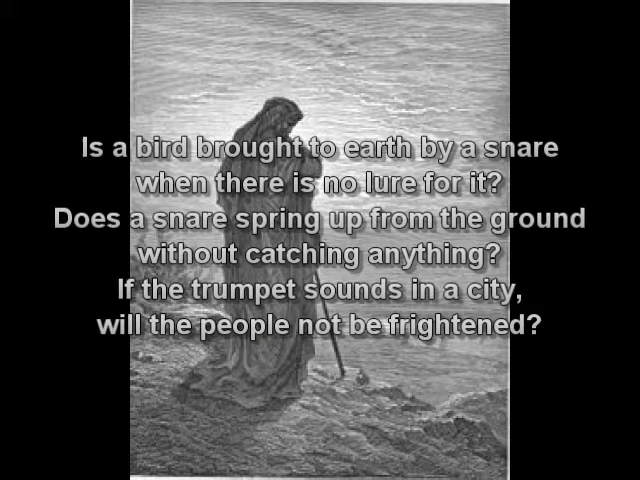 Is a bird brought to earth by a snare
when there is no lure for it?
Does a snare spring up from the ground
without catching anything?
If the trumpet sounds in a city,
will the people not be frightened?